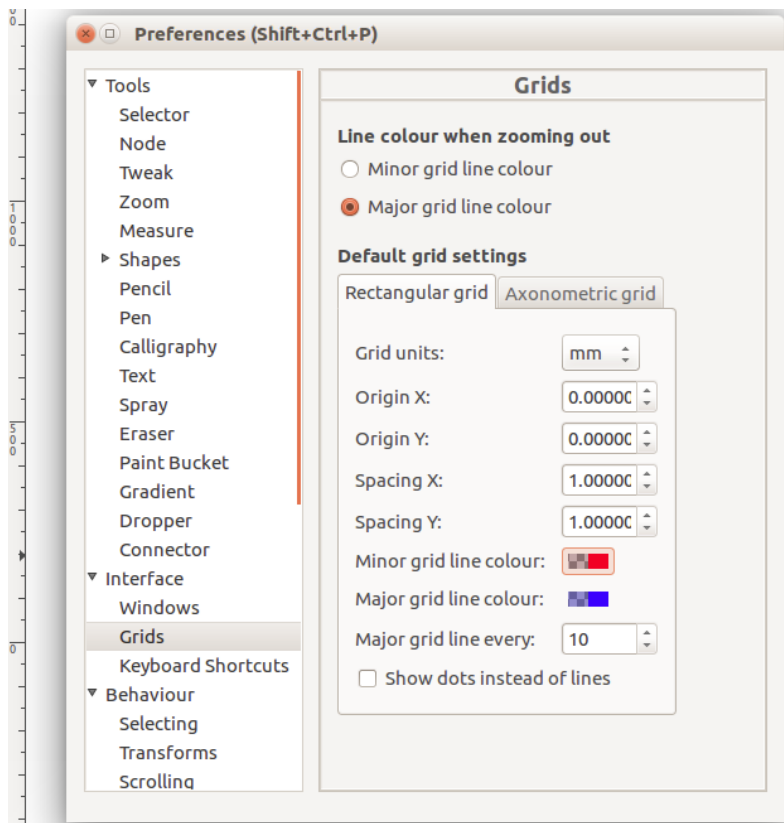 Preferences (Shift+Ctrl+P)
Tools
Selector
Node
Tweak
Zoom
Measure
Shapes
Pencil
Pen
Calligraphy
Text
Spray
Eraser
Paint Bucket
Gradient
Dropper
Connector
Interface
Windows
Grids
Keyboard Shortcuts
Behaviour
Selecting
Transforms
Scrolling
Grids
Line colour when zooming out
Minor grid line colour
Major grid line colour
Default grid settings
Rectangular grid Axonometric grid
Grid units: mm
Origin X: 0.00000
Origin Y: 0.00000
Spacing X: 1.00000
Spacing Y: 1.00000
Minor grid line colour:
Major grid line colour:
Major grid line every: 10
Show dots instead of lines
1000
500
0